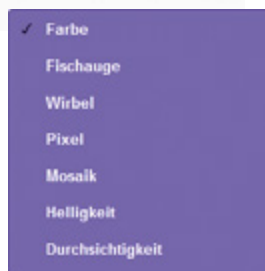 ✓ Farbe
Fischauge
Wirbel
Pixel
Mosaik
Helligkeit
Durchsichtigkeit